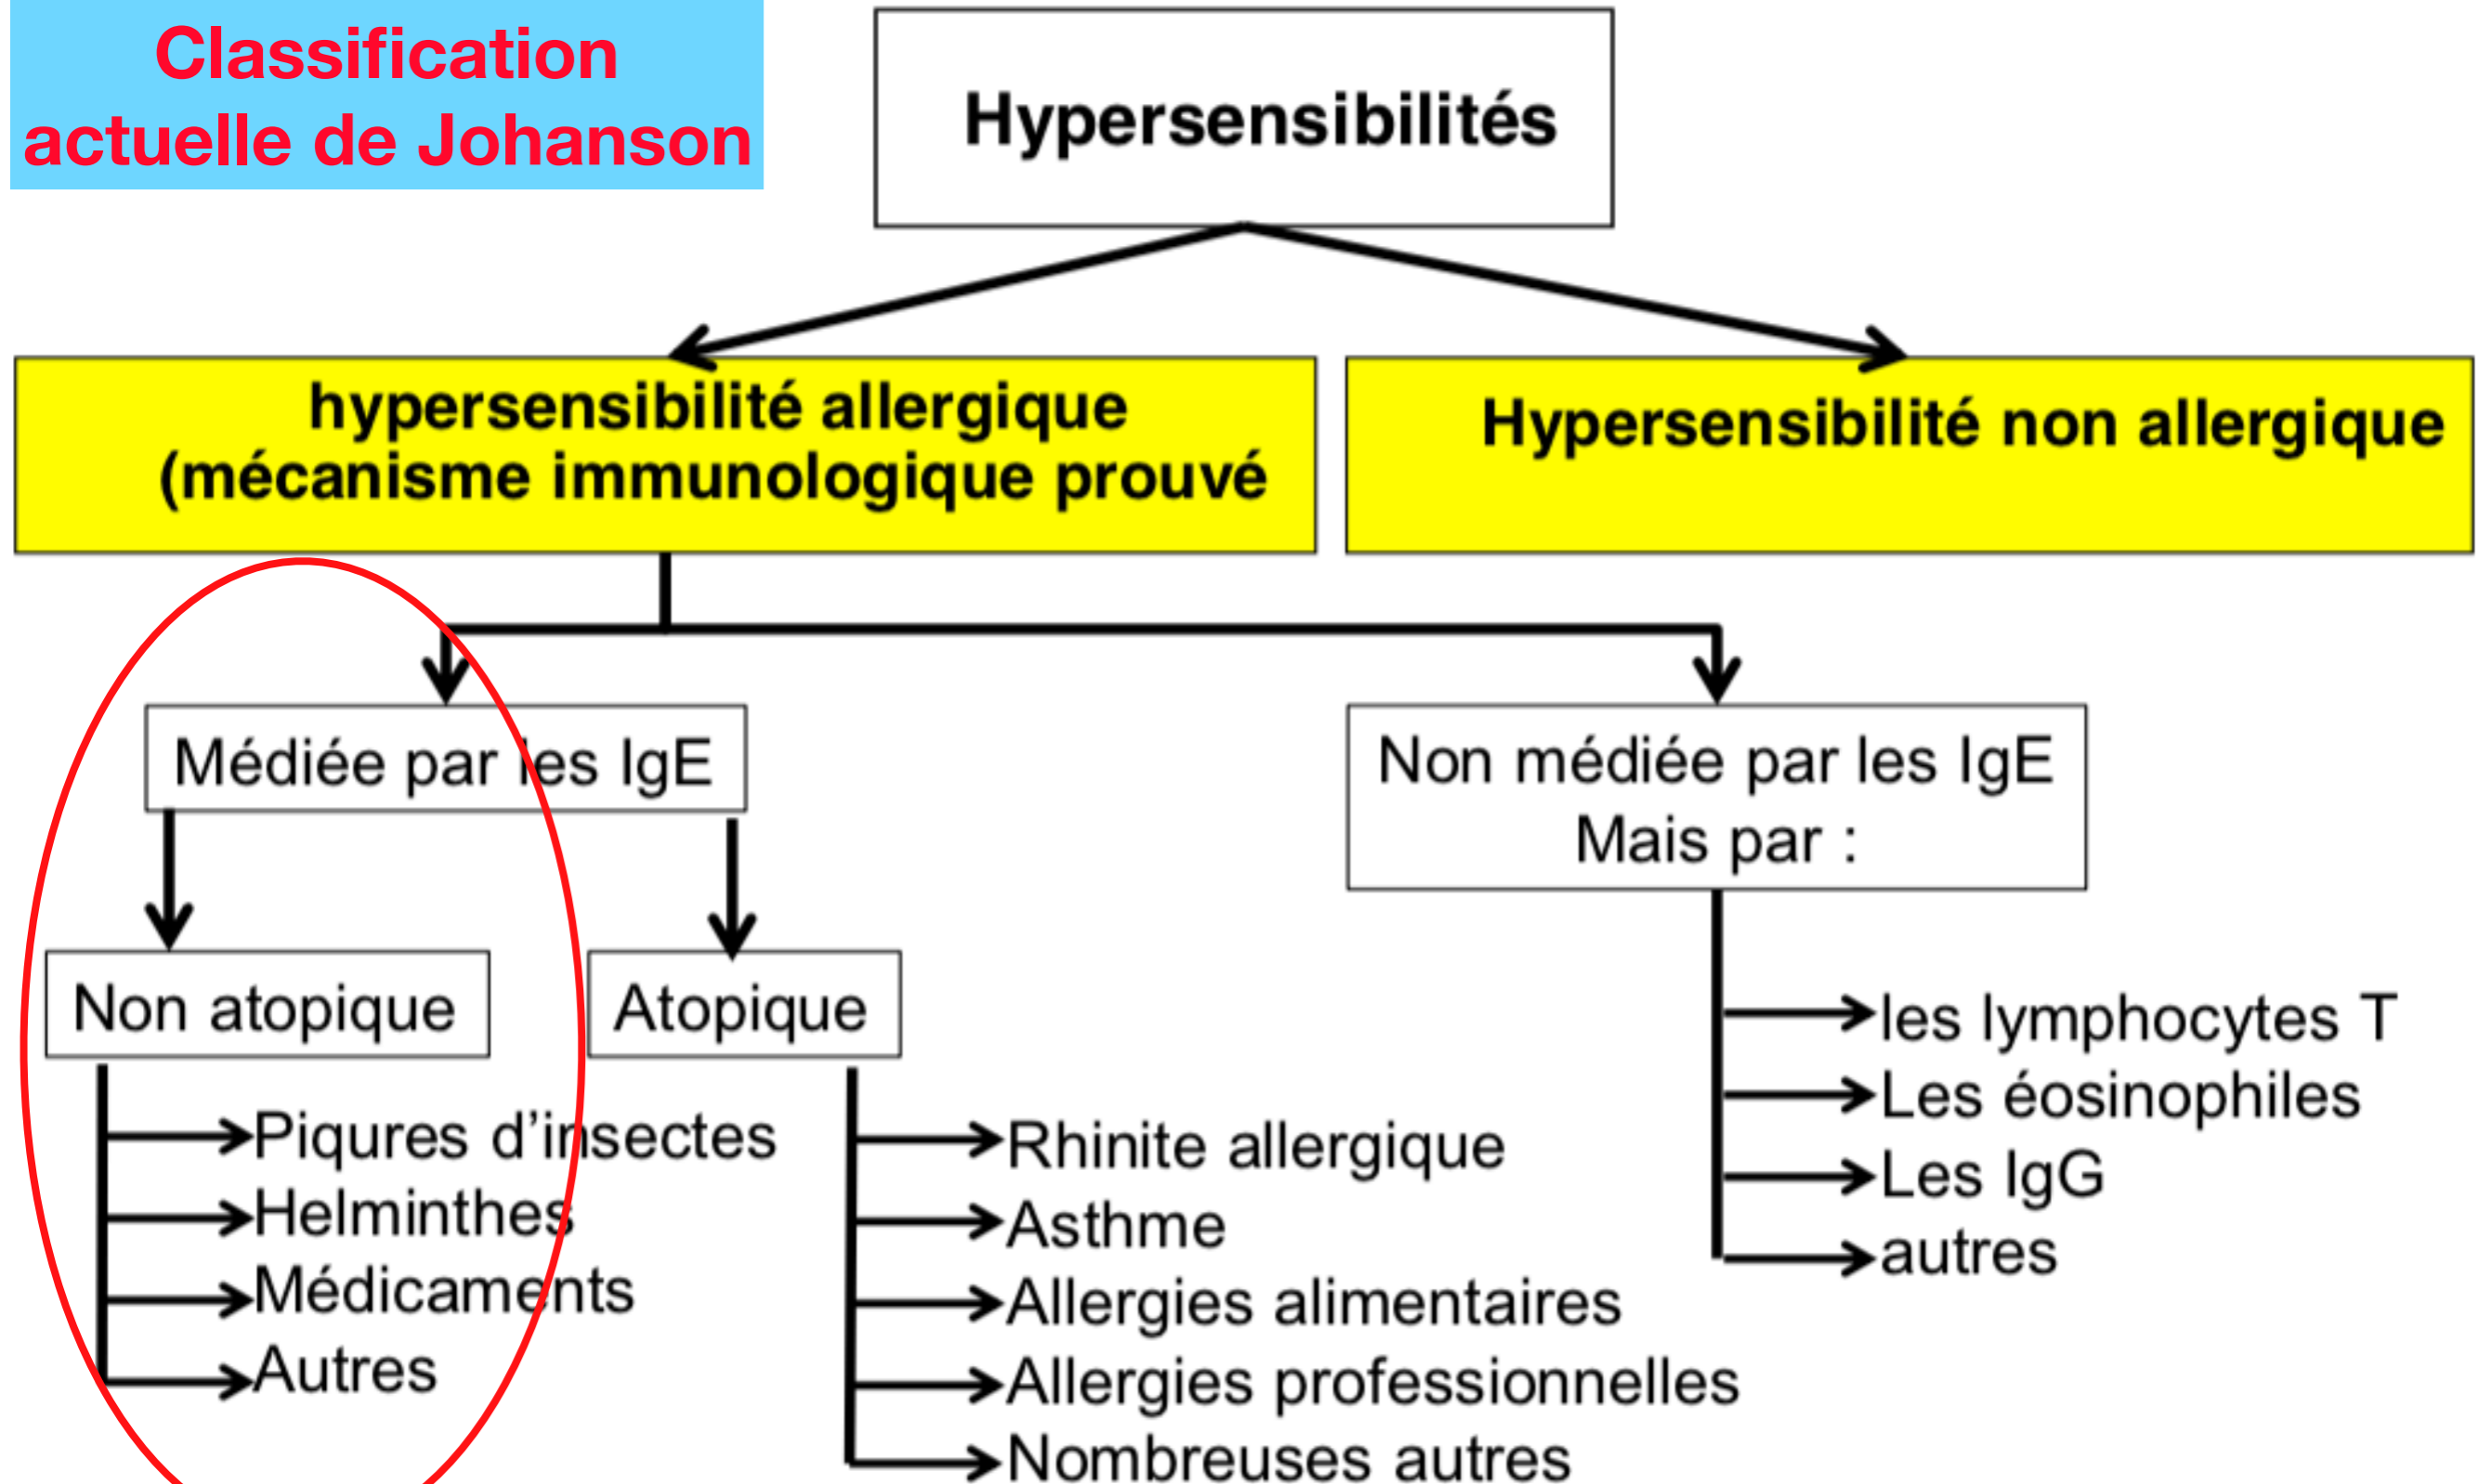 Classification
actuelle de Johanson
Hypersensibilités
hypersensibilité allergique
(mécanisme immunologique prouvé
Hypersensibilité non allergique
Médiée par les IgE
Non médiée par les IgE
Mais par :
Non atopique
Atopique
Piqures d’insectes
Helminthes
Médicaments
Autres
Rhinite allergique
Asthme
Allergies alimentaires
Allergies professionnelles
Nombreuses autres
les lymphocytes T
Les éosinophiles
Les IgG
autres